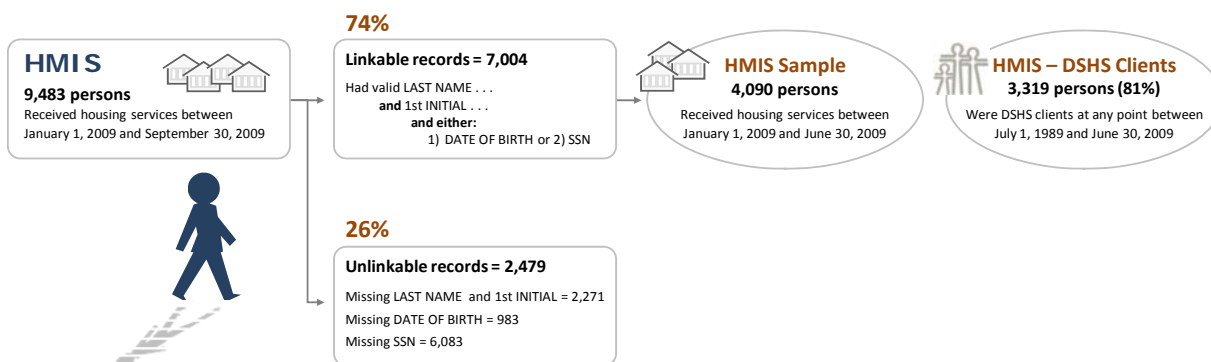 HMIS
9,483 persons
Received housing services between
January 1, 2009 and September 30, 2009
74%
Linkable records = 7,004
Had valid LAST NAME . . .
and 1st INITIAL . . .
and either:
1) DATE OF BIRTH or 2) SSN
HMIS Sample
4,090 persons
Received housing services between
January 1, 2009 and June 30, 2009
HMIS – DSHS Clients
3,319 persons (81%)
Were DSHS clients at any point between
July 1, 1989 and June 30, 2009
26%
Unlinkable records = 2,479
Missing LAST NAME and 1st INITIAL = 2,271
Missing DATE OF BIRTH = 983
Missing SSN = 6,083